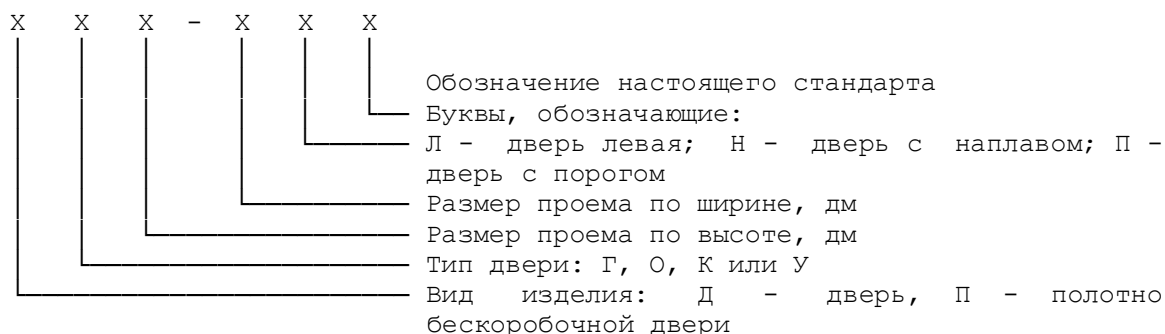 Х Х Х - Х Х Х
Обозначение настоящего стандарта
Буквы, обозначающие:
Л - дверь левая; Н - дверь с наплавом; П -
дверь с порогом
Размер проема по ширине, дм
Размер проема по высоте, дм
Тип двери: Г, О, К или У
Вид изделия: Д - дверь, П - полотно
бескоробочной двери